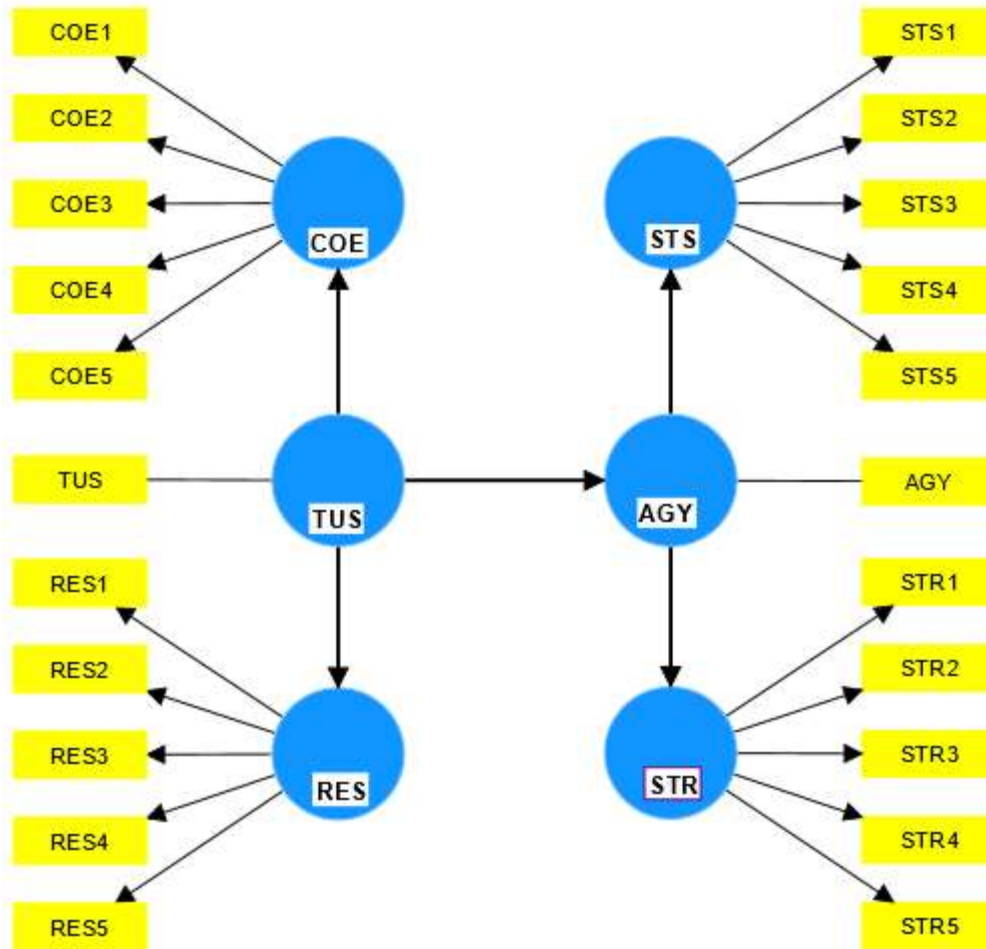 COE1
COE2
COE3
COE4
COE5
COE
STS1
STS2
STS3
STS4
STS5
STS
TUS
TUS
AGY
AGY
RES1
RES2
RES3
RES4
RES5
RES
STR1
STR2
STR3
STR4
STR5
STR